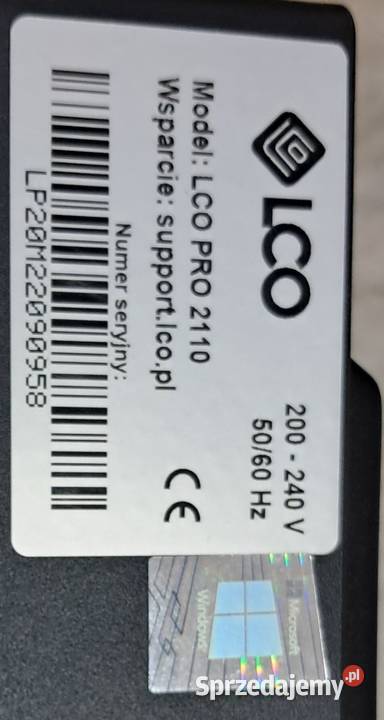 LCO
200 - 240 V
50/60 Hz
Model: LCO PRO 2110
Wsparcie: support.lco.pl
CE
Numer seryjny:
LP20M22090958
Microsoft
Windows
Sprzedajemy.pl